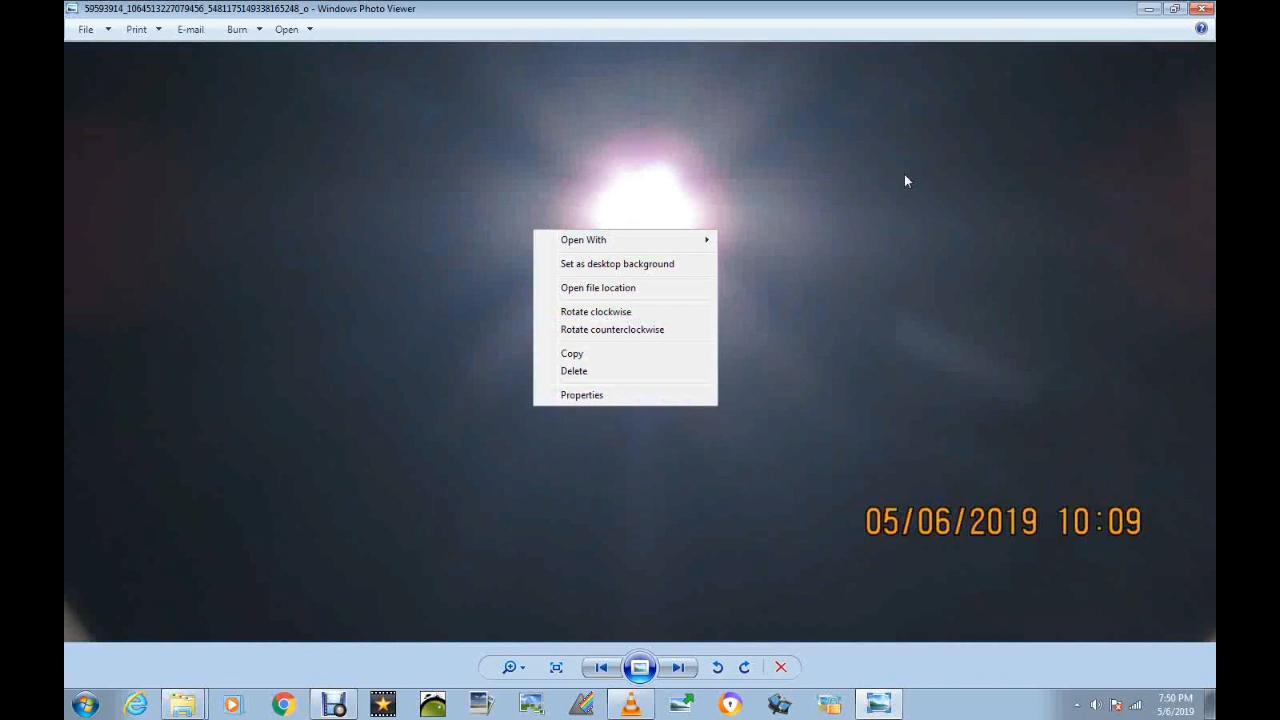 59593914_1064513227079456_5481175149338165248_o - Windows Photo Viewer
File Print E-mail Burn Open
Open With
Set as desktop background
Open file location
Rotate clockwise
Rotate counterclockwise
Copy
Delete
Properties
05/06/2019 10:09
7:50 PM
5/6/2019